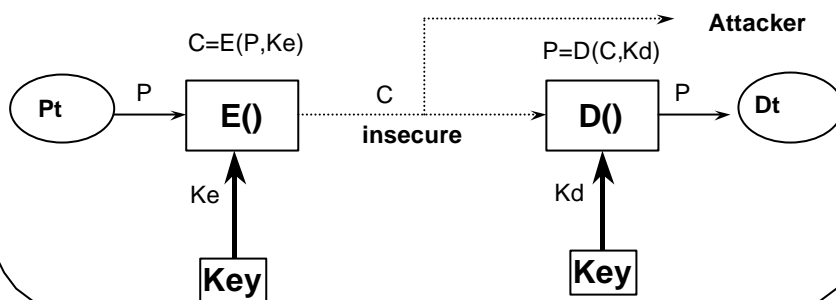 Attacker
C=E(P,Ke)
P=D(C,Kd)
Pt
P
E()
C
insecure
D()
P
Dt
Ke
Kd
Key
Key